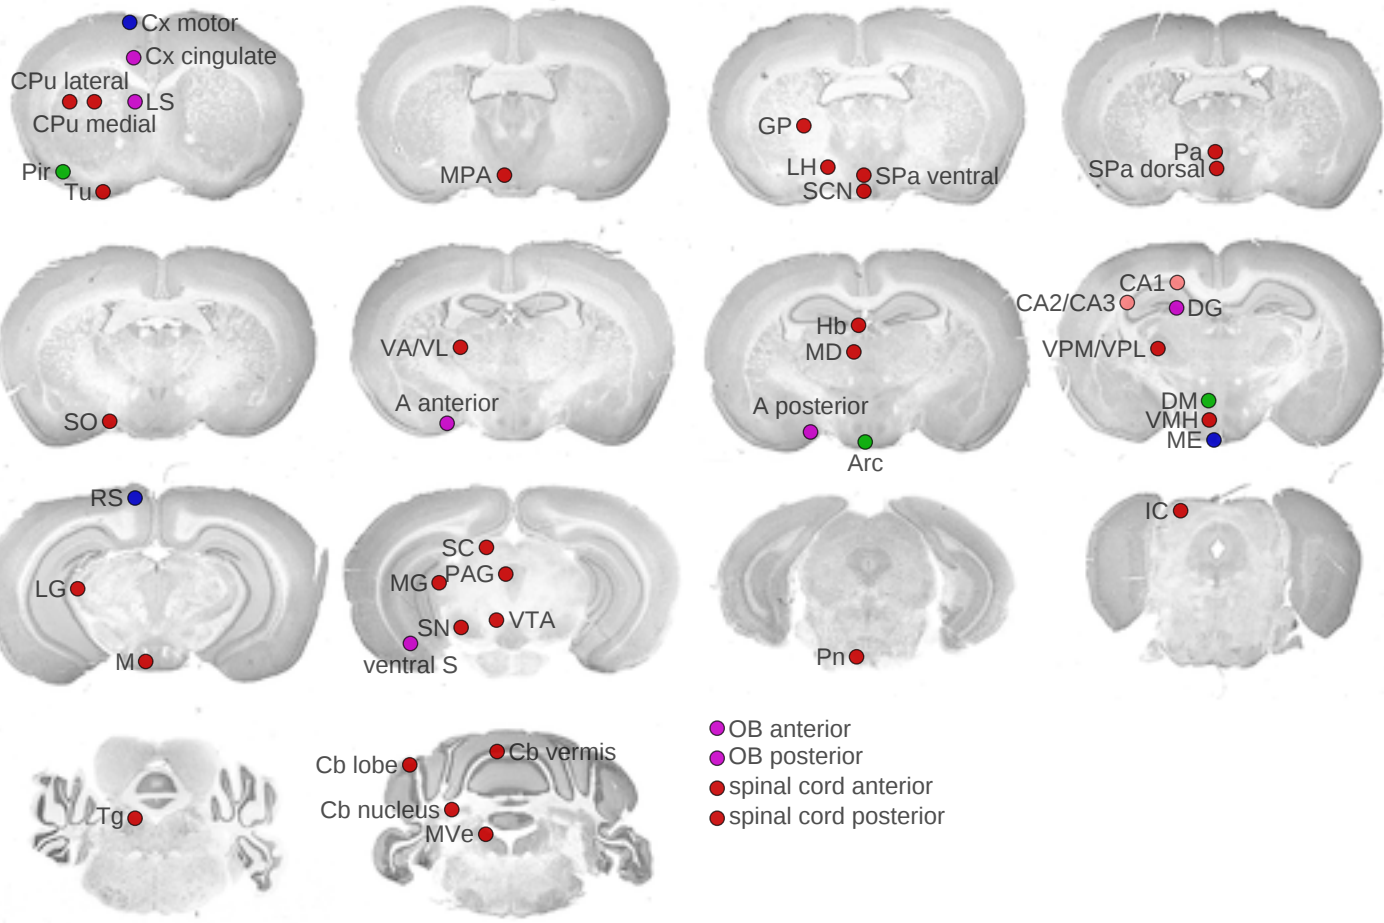 Cx motor
Cx cingulate
CPu lateral
LS
CPu medial
Pir
Tu
MPA
GP
LH
SPa ventral
SCN
Pa
SPa dorsal
SO
VA/VL
A anterior
Hb
MD
A posterior
Arc
CA1
CA2/CA3
DG
VPM/VPL
DM
VMH
ME
RS
LG
M
SC
MG
PAG
SN
VTA
ventral S
Pn
IC
Tg
Cb lobe
Cb vermis
Cb nucleus
MVe
OB anterior
OB posterior
spinal cord anterior
spinal cord posterior